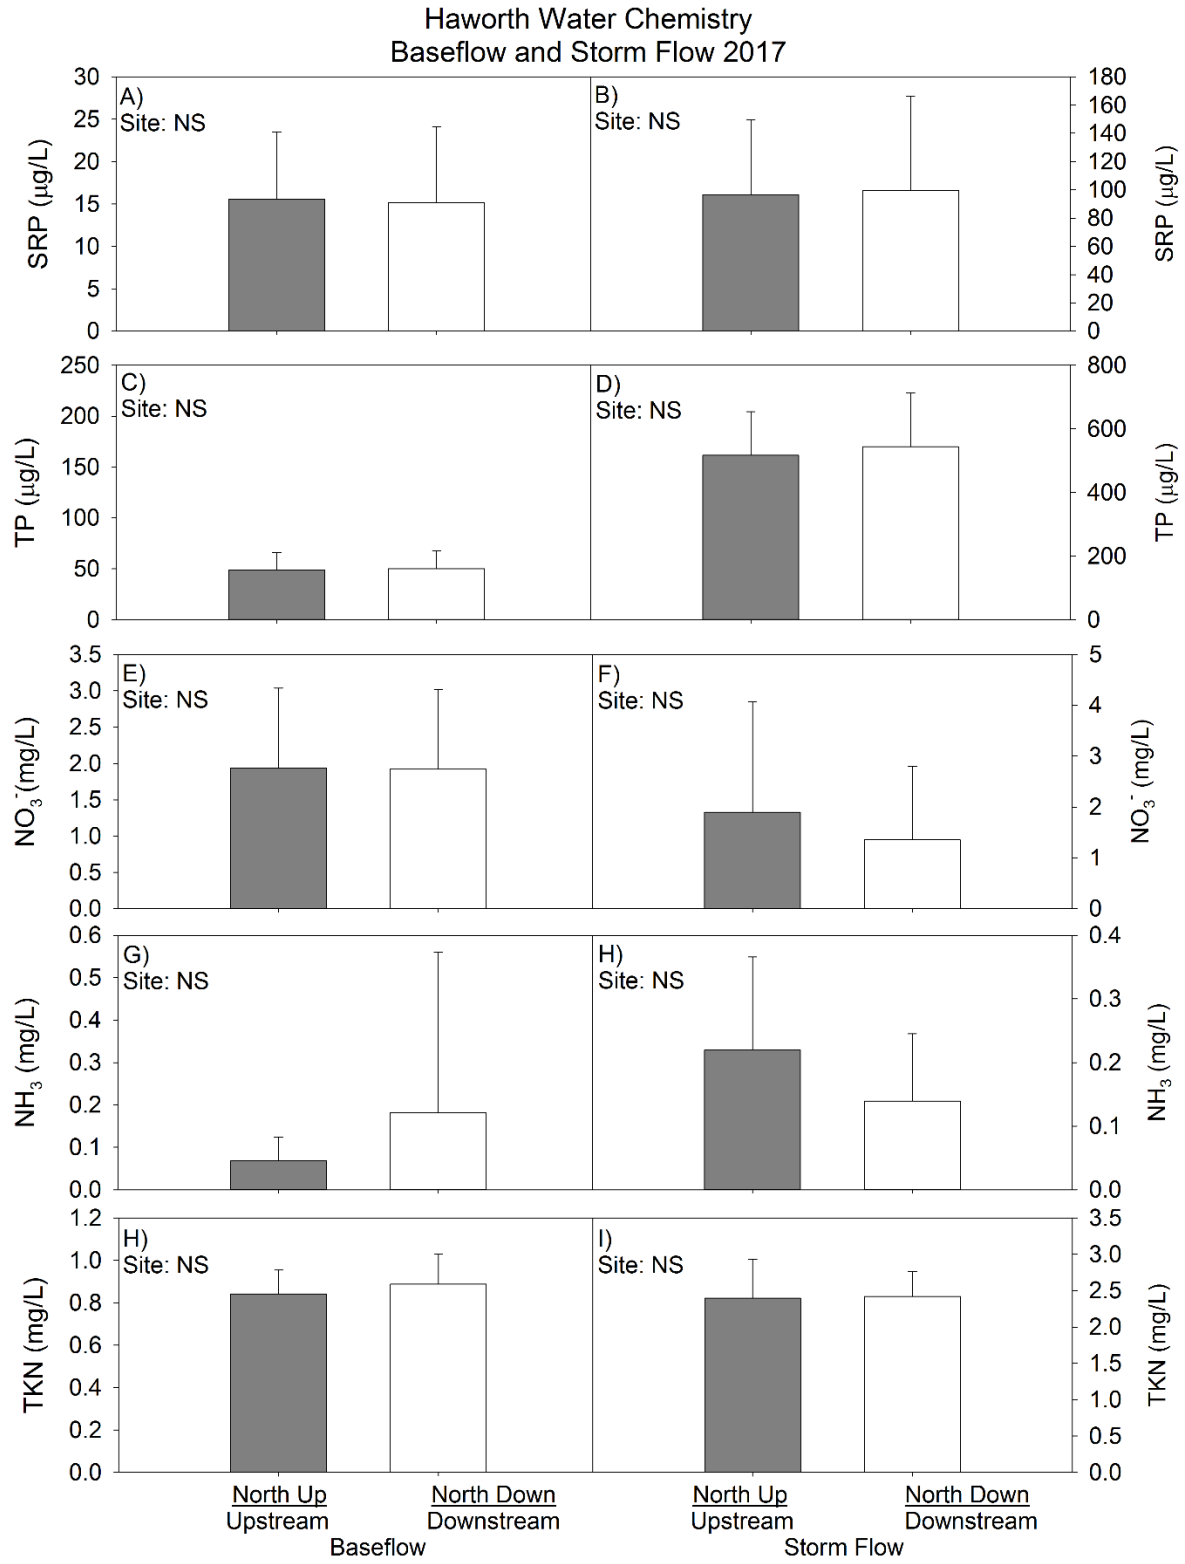 Haworth Water Chemistry
Baseflow and Storm Flow 2017
SRP (µg/L)
30
25
20
15
10
5
0
A)
Site: NS
B)
Site: NS
180
160
140
120
100
80
60
40
20
0
SRP (µg/L)
TP (µg/L)
250
200
150
100
50
0
C)
Site: NS
D)
Site: NS
800
600
400
200
0
TP (µg/L)
NO₃⁻(mg/L)
3.5
3.0
2.5
2.0
1.5
1.0
0.5
0.0
E)
Site: NS
F)
Site: NS
5
4
3
2
1
0
NO₃⁻ (mg/L)
NH₃ (mg/L)
0.6
0.5
0.4
0.3
0.2
0.1
0.0
G)
Site: NS
H)
Site: NS
0.4
0.3
0.2
0.1
0.0
NH₃ (mg/L)
TKN (mg/L)
1.2
1.0
0.8
0.6
0.4
0.2
0.0
H)
Site: NS
I)
Site: NS
3.5
3.0
2.5
2.0
1.5
1.0
0.5
0.0
TKN (mg/L)
North Up North Down North Up North Down
Upstream Downstream Upstream Downstream
Baseflow Storm Flow